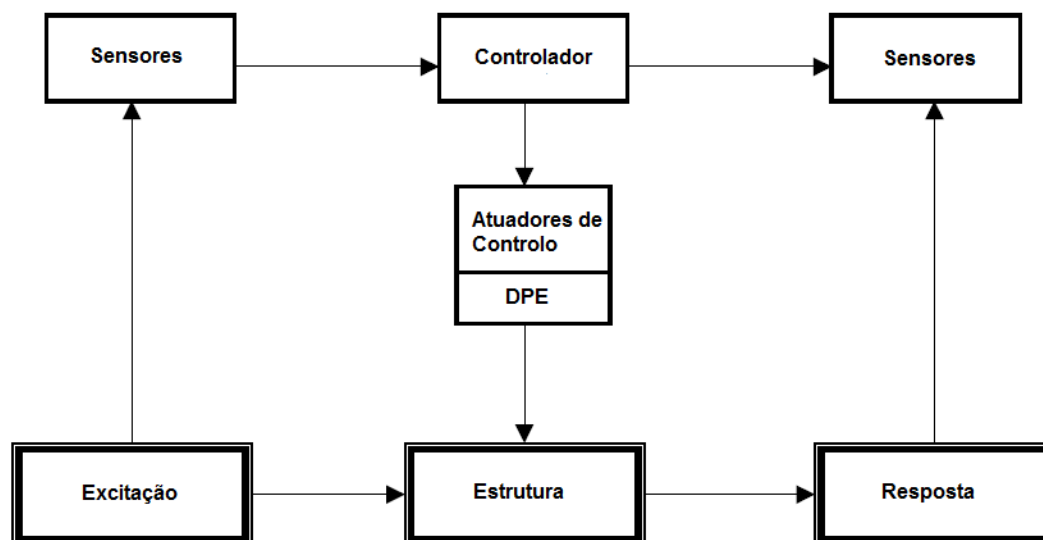 Sensores
Controlador
Sensores
Atuadores de
Controlo
DPE
Excitação
Estrutura
Resposta